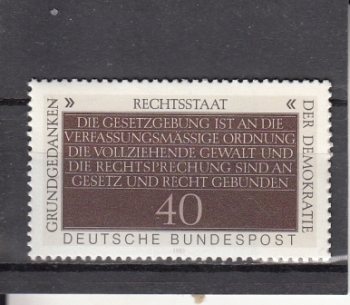 » RECHTSSTAAT «
GRUNDGEDANKEN
DER DEMOKRATIE
DIE GESETZGEBUNG IST AN DIE
VERFASSUNGSMÄSSIGE ORDNUNG
DIE VOLLZIEHENDE GEWALT UND
DIE RECHTSPRECHUNG SIND AN
GESETZ UND RECHT GEBUNDEN
40
DEUTSCHE BUNDESPOST